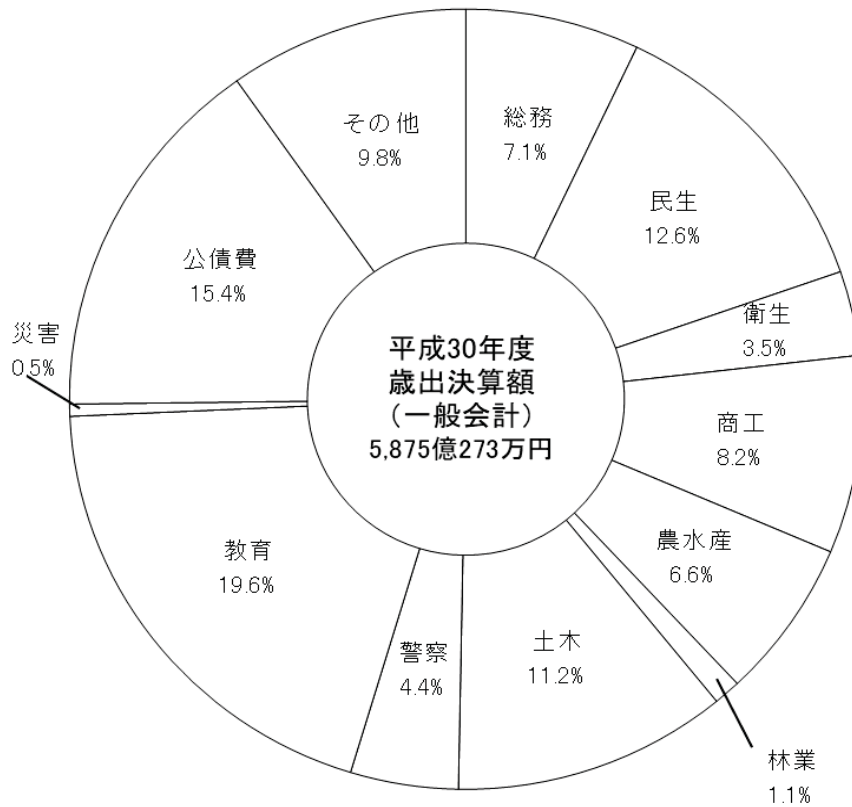 平成30年度
歳出決算額
（一般会計）
5,875億273万円
総務
7.1%
民生
12.6%
衛生
3.5%
商工
8.2%
農水産
6.6%
林業
1.1%
土木
11.2%
警察
4.4%
教育
19.6%
災害
0.5%
公債費
15.4%
その他
9.8%